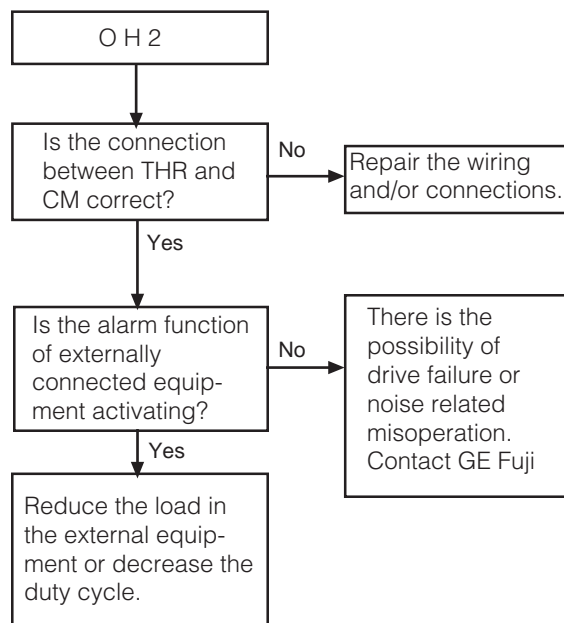 O H 2
Is the connection
between THR and
CM correct?
No
Repair the wiring
and/or connections.
Yes
Is the alarm function
of externally
connected equip-
ment activating?
No
There is the
possibility of
drive failure or
noise related
misoperation.
Contact GE Fuji
Yes
Reduce the load in
the external equip-
ment or decrease the
duty cycle.